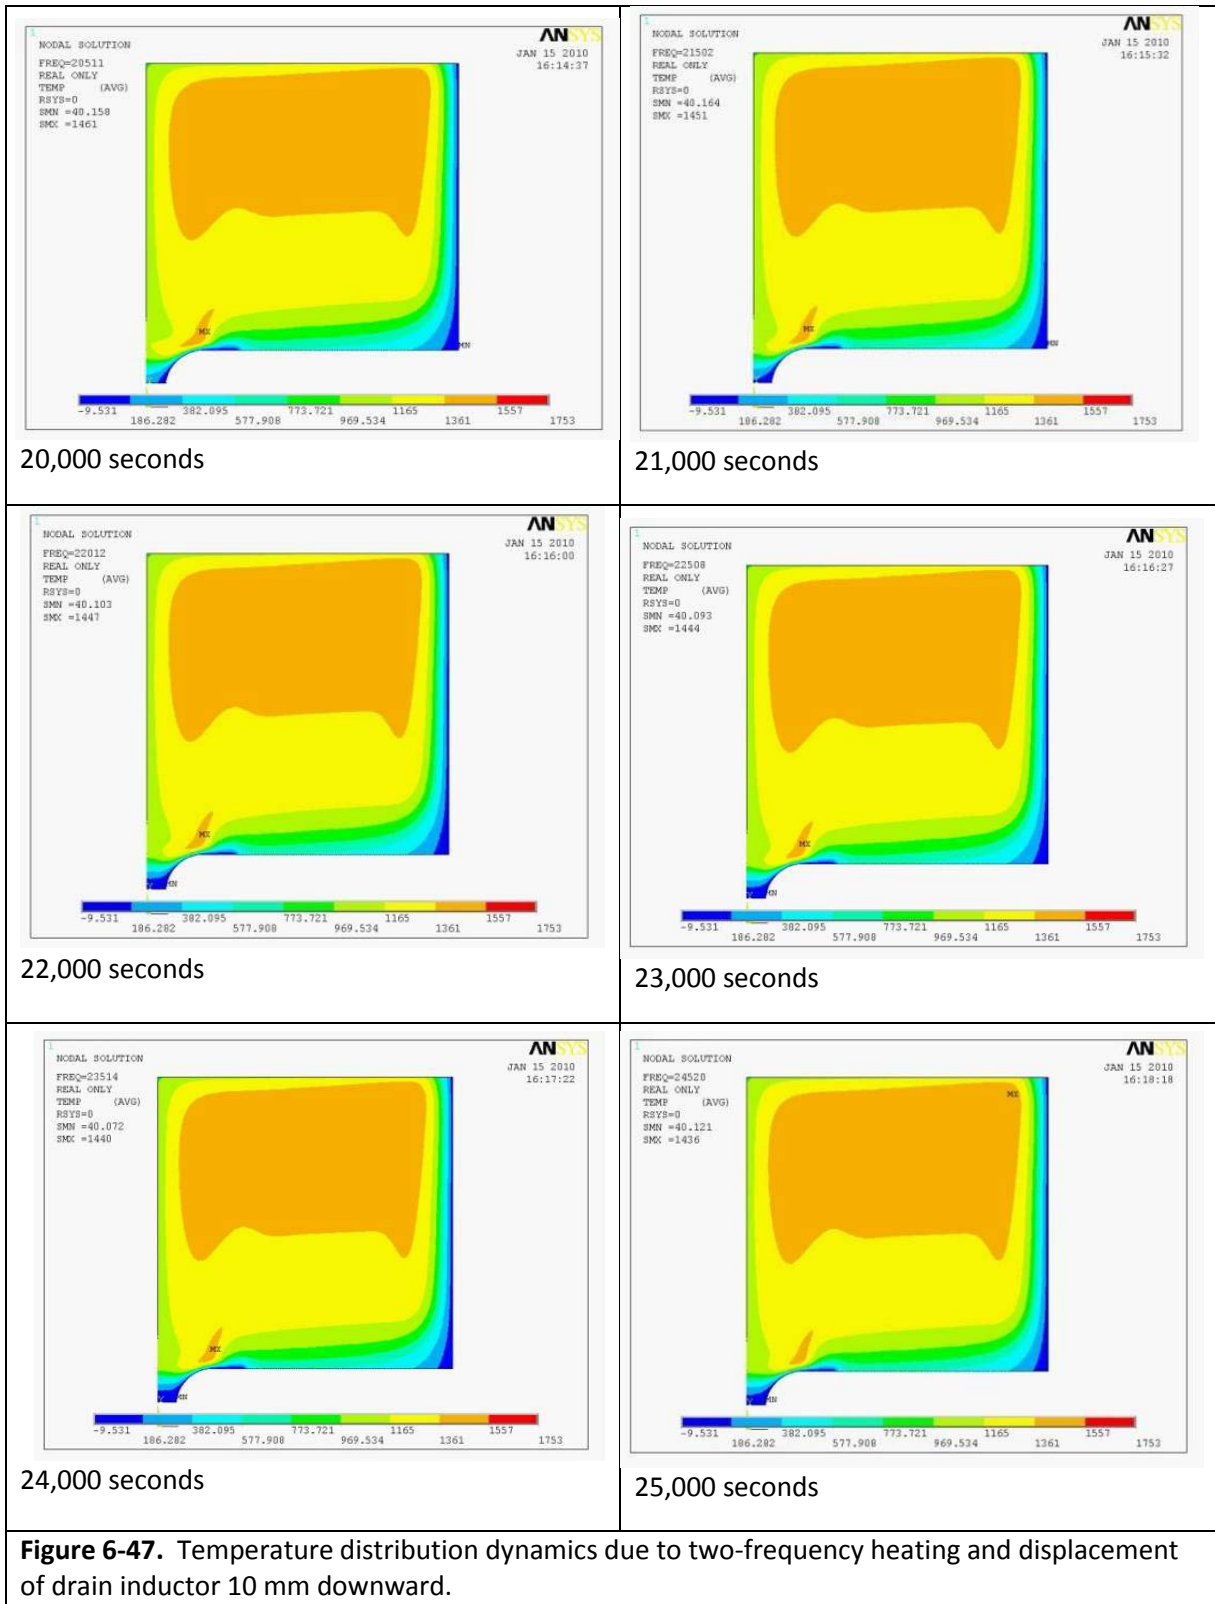 1
ANSYS
NODAL SOLUTION
JAN 15 2010
16:14:37
FREQ=20511
REAL ONLY
TEMP (AVG)
RSYS=0
SMN =40.158
SMX =1461
MX
MN
-9.531 382.095 773.721 1165 1557
186.282 577.908 969.534 1361 1753
20,000 seconds
1
ANSYS
NODAL SOLUTION
JAN 15 2010
16:15:32
FREQ=21502
REAL ONLY
TEMP (AVG)
RSYS=0
SMN =40.164
SMX =1451
MX
MN
-9.531 382.095 773.721 1165 1557
186.282 577.908 969.534 1361 1753
21,000 seconds
1
ANSYS
NODAL SOLUTION
JAN 15 2010
16:16:00
FREQ=22012
REAL ONLY
TEMP (AVG)
RSYS=0
SMN =40.103
SMX =1447
MX
MN
-9.531 382.095 773.721 1165 1557
186.282 577.908 969.534 1361 1753
22,000 seconds
1
ANSYS
NODAL SOLUTION
JAN 15 2010
16:16:27
FREQ=22508
REAL ONLY
TEMP (AVG)
RSYS=0
SMN =40.093
SMX =1444
MX
MN
-9.531 382.095 773.721 1165 1557
186.282 577.908 969.534 1361 1753
23,000 seconds
1
ANSYS
NODAL SOLUTION
JAN 15 2010
16:17:22
FREQ=23514
REAL ONLY
TEMP (AVG)
RSYS=0
SMN =40.072
SMX =1440
MX
MN
-9.531 382.095 773.721 1165 1557
186.282 577.908 969.534 1361 1753
24,000 seconds
1
ANSYS
NODAL SOLUTION
JAN 15 2010
16:18:18
FREQ=24520
REAL ONLY
TEMP (AVG)
RSYS=0
SMN =40.121
SMX =1436
MX
MN
-9.531 382.095 773.721 1165 1557
186.282 577.908 969.534 1361 1753
25,000 seconds
Figure 6-47. Temperature distribution dynamics due to two-frequency heating and displacement
of drain inductor 10 mm downward.